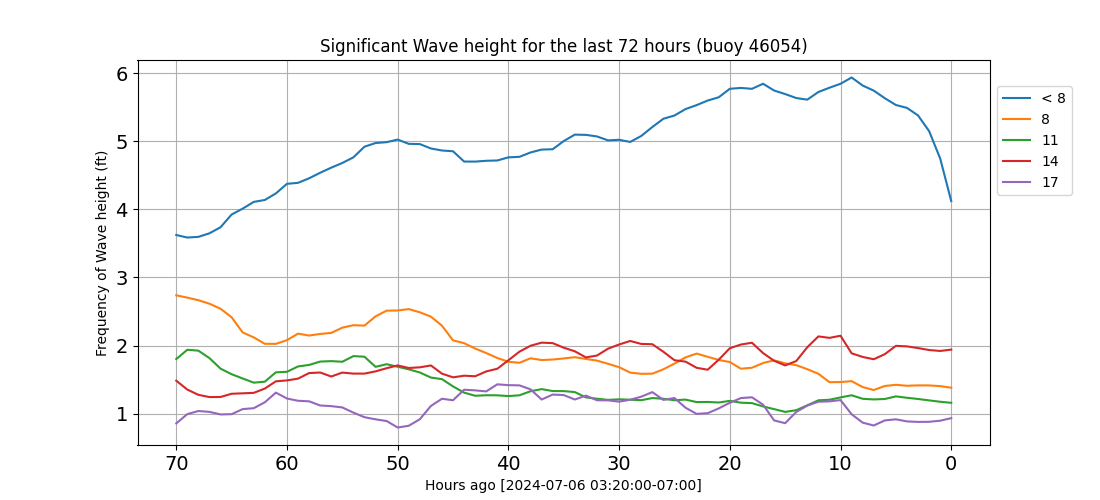 Significant Wave height for the last 72 hours (buoy 46054)
Frequency of Wave height (ft)
6
5
4
3
2
1
70 60 50 40 30 20 10 0
Hours ago [2024-07-06 03:20:00-07:00]
< 8
8
11
14
17